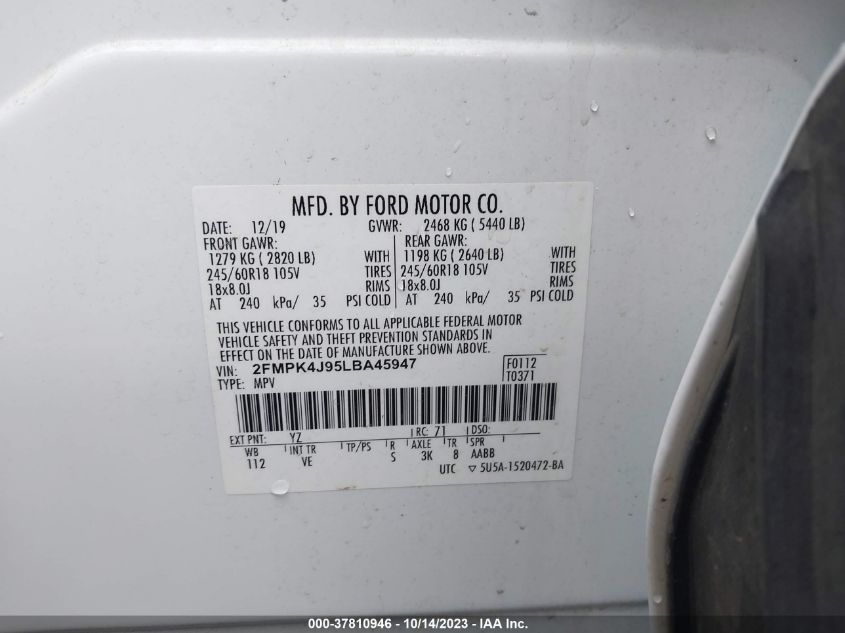 MFD. BY FORD MOTOR CO.
DATE: 12/19 GVWR: 2468 KG ( 5440 LB)
FRONT GAWR: REAR GAWR:
1279 KG ( 2820 LB) WITH 1198 KG ( 2640 LB) WITH
245/60R18 105V TIRES 245/60R18 105V TIRES
18x8.0J RIMS 18x8.0J RIMS
AT 240 kPa/ 35 PSI COLD AT 240 kPa/ 35 PSI COLD
THIS VEHICLE CONFORMS TO ALL APPLICABLE FEDERAL MOTOR
VEHICLE SAFETY AND THEFT PREVENTION STANDARDS IN
EFFECT ON THE DATE OF MANUFACTURE SHOWN ABOVE.
VIN: 2FMPK4J95LBA45947 F0112
TYPE: MPV T0371
EXT PNT: YZ RC: 71 DSO:
WB INT TR TP/PS R AXLE TR SPR
112 VE S 3K 8 AABB
UTC ▽ 5U5A-1520472-BA
000-37810946 - 10/14/2023 - © IAA Inc.